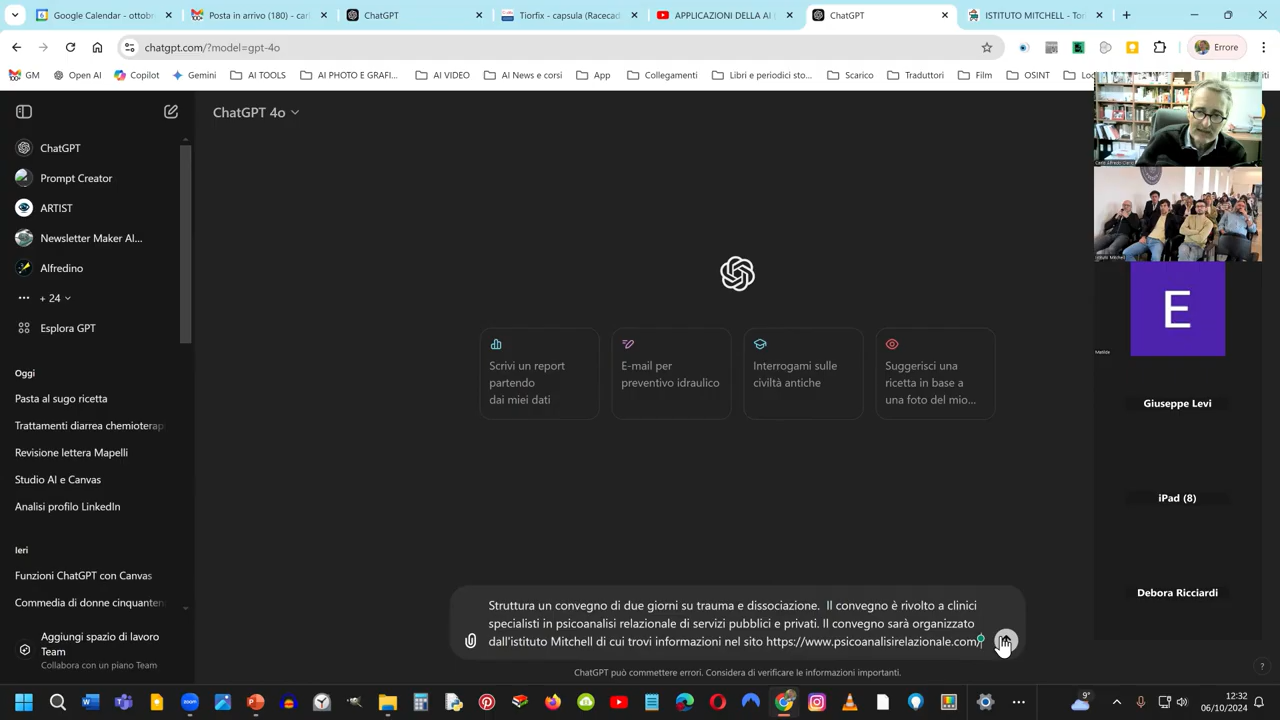 Google Calendar - ottobr
Posta in arrivo (180) - carl
ChatGPT
Tiorfix - capsula (Racecad
APPLICAZIONI DELLA AI I
ChatGPT
ISTITUTO MITCHELL - Tor
chatgpt.com/?model=gpt-4o
Errore
GM
Open AI
Copilot
Gemini
AI TOOLS
AI PHOTO E GRAFI...
AI VIDEO
AI News e corsi
App
Collegamenti
Libri e periodici sto...
Scarico
Traduttori
Film
OSINT
ChatGPT 4o
ChatGPT
Prompt Creator
ARTIST
Newsletter Maker AI...
Alfredino
+ 24
Esplora GPT
Oggi
Pasta al sugo ricetta
Trattamenti diarrea chemioterap
Revisione lettera Mapelli
Studio AI e Canvas
Analisi profilo LinkedIn
Ieri
Funzioni ChatGPT con Canvas
Commedia di donne cinquanten
Aggiungi spazio di lavoro
Team
Collabora con un piano Team
Scrivi un report
partendo
dai miei dati
E-mail per
preventivo idraulico
Interrogami sulle
civiltà antiche
Suggerisci una
ricetta in base a
una foto del mio...
Struttura un convegno di due giorni su trauma e dissociazione. Il convegno è rivolto a clinici
specialisti in psicoanalisi relazionale di servizi pubblici e privati. Il convegno sarà organizzato
dall'istituto Mitchell di cui trovi informazioni nel sito https://www.psicoanalisirelazionale.com/
ChatGPT può commettere errori. Considera di verificare le informazioni importanti.
Istituto Mitchell
E
Matilde
Giuseppe Levi
iPad (8)
Debora Ricciardi
?
9°
12:32
06/10/2024